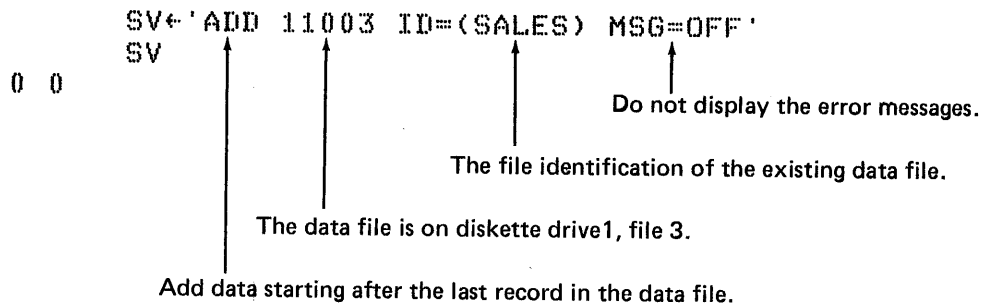 SV←'ADD 11003 ID=(SALES) MSG=OFF'
SV
0 0
Do not display the error messages.
The file identification of the existing data file.
The data file is on diskette drive1, file 3.
Add data starting after the last record in the data file.